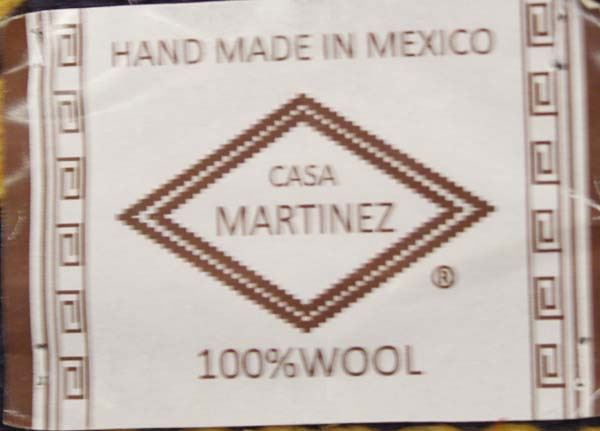 HAND MADE IN MEXICO
CASA
MARTINEZ
®
100%WOOL